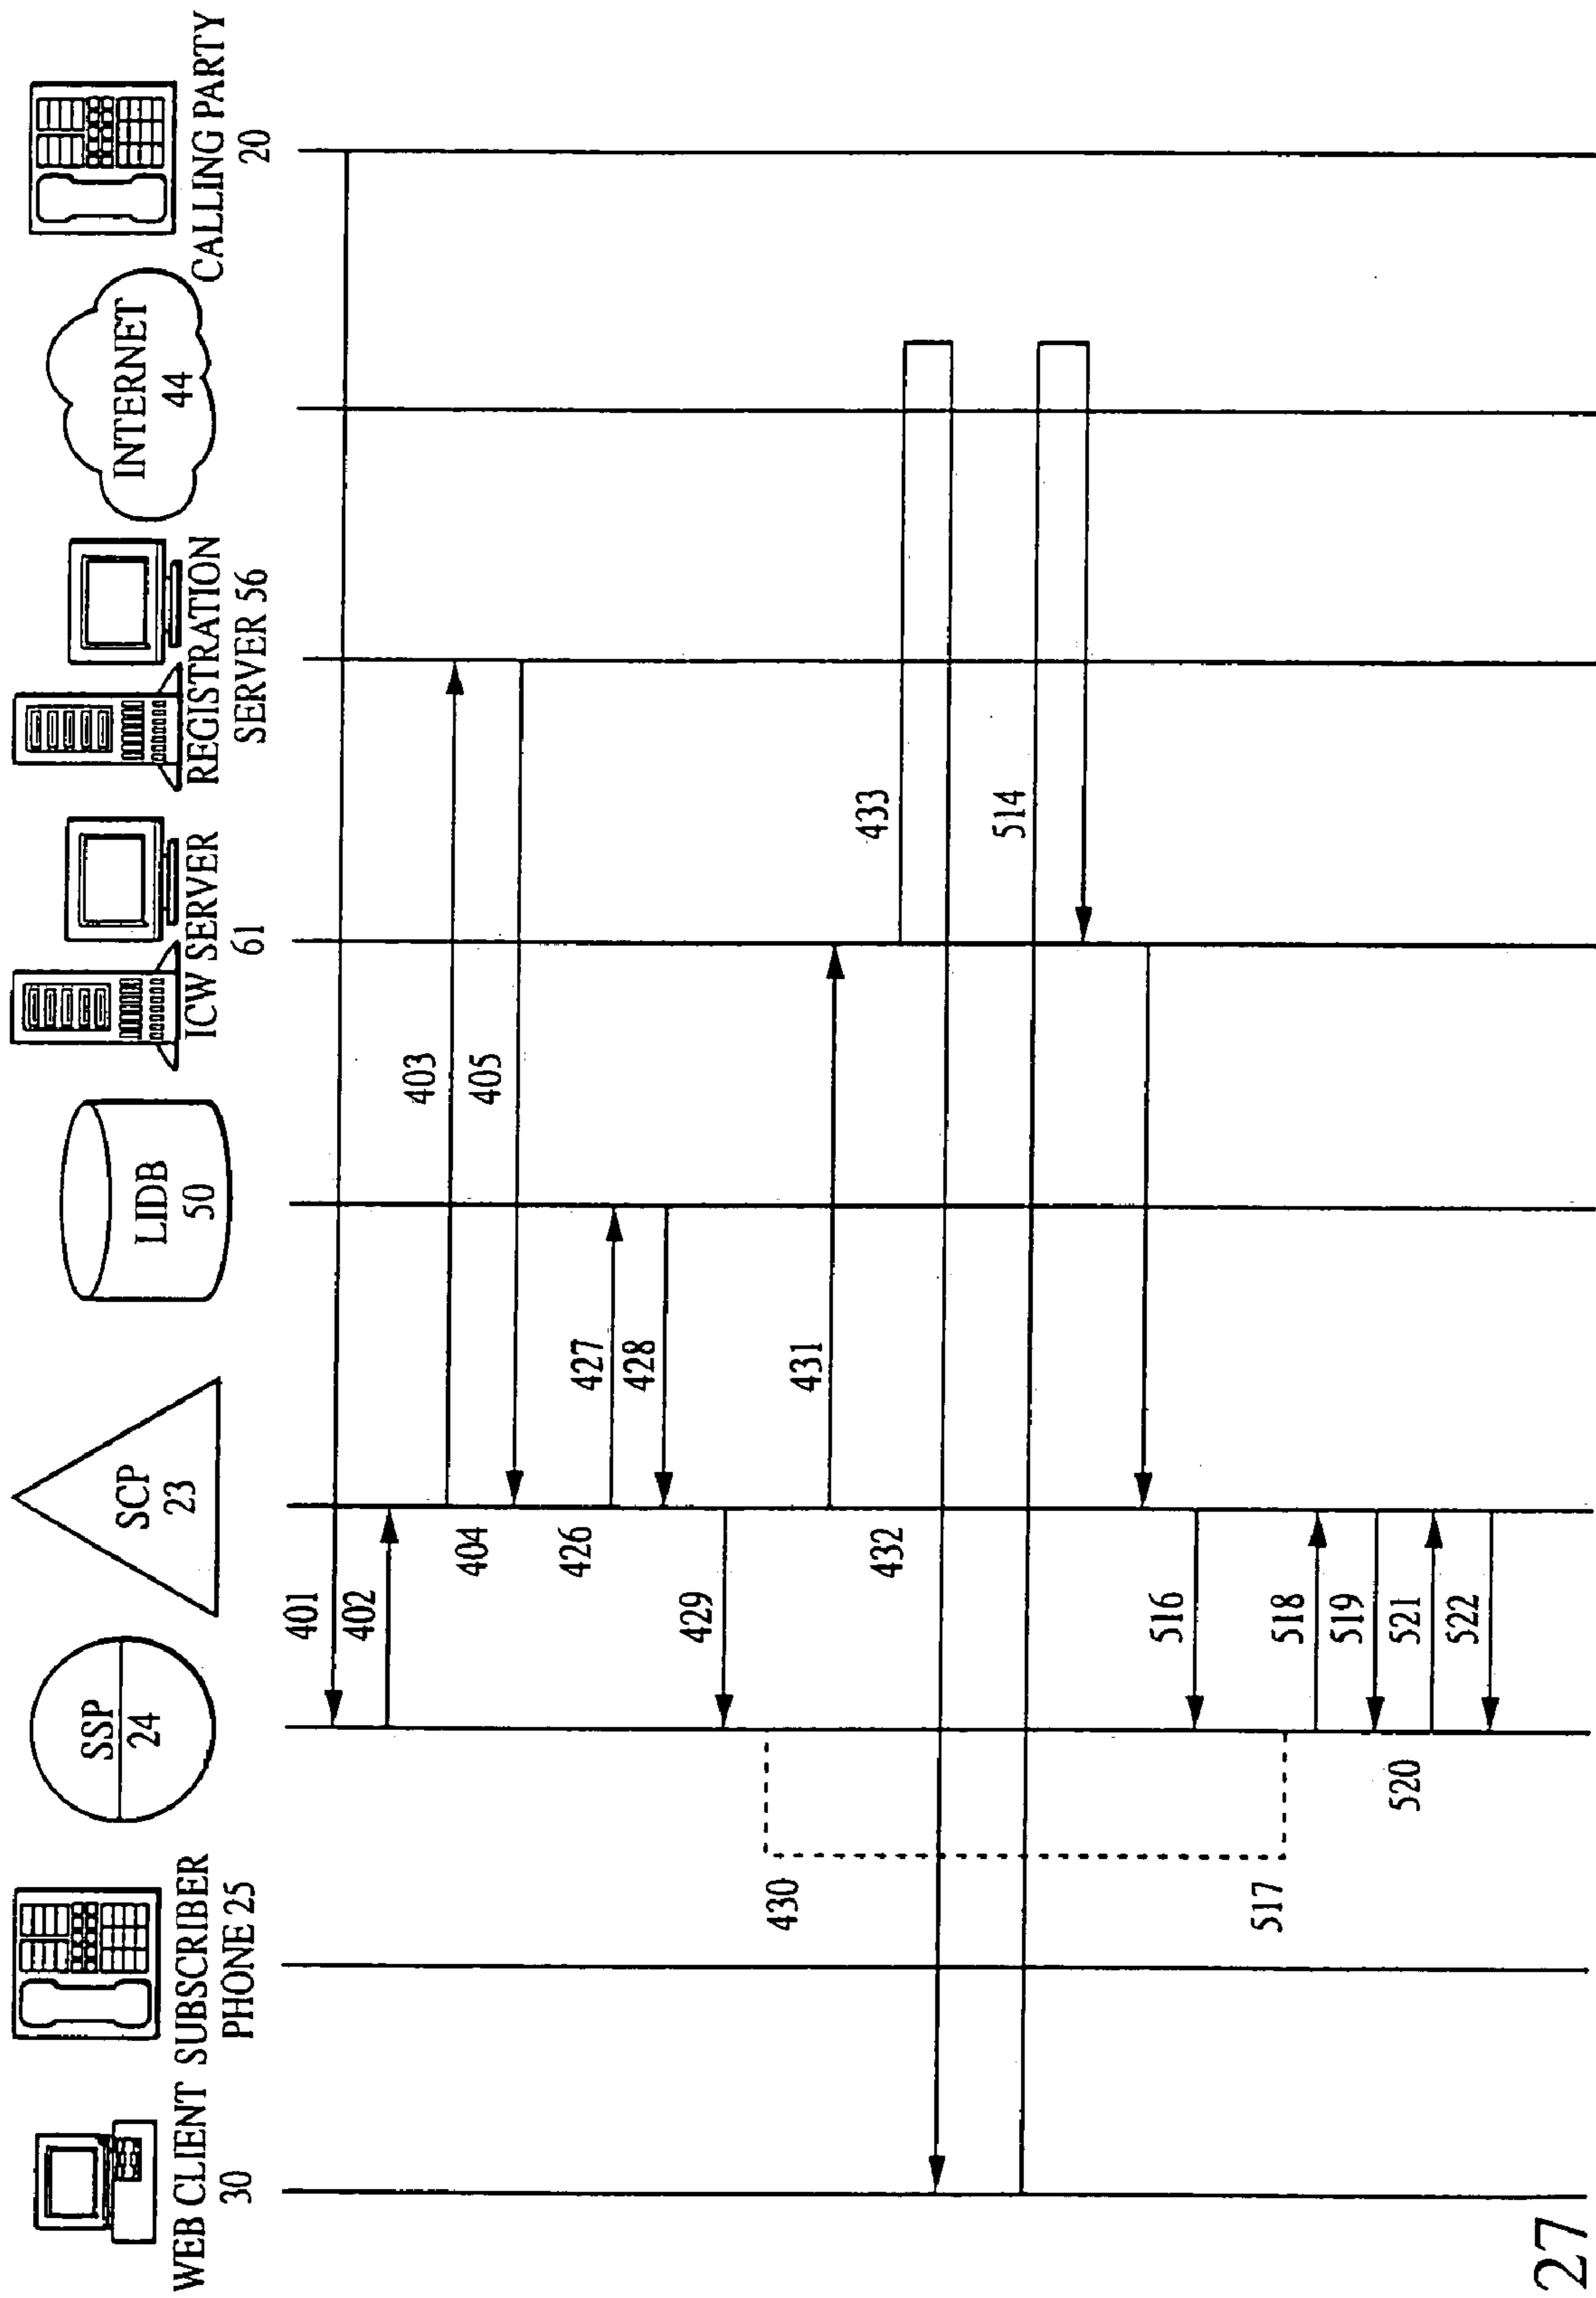 WEB CLIENT
30
SUBSCRIBER
PHONE 25
SSP
24
SCP
23
LIDB
50
ICW SERVER
61
REGISTRATION
SERVER 56
INTERNET
44
CALLING PARTY
20
401
402
403
404
405
426
427
428
429
430
431
432
433
514
516
517
518
519
520
521
522
27